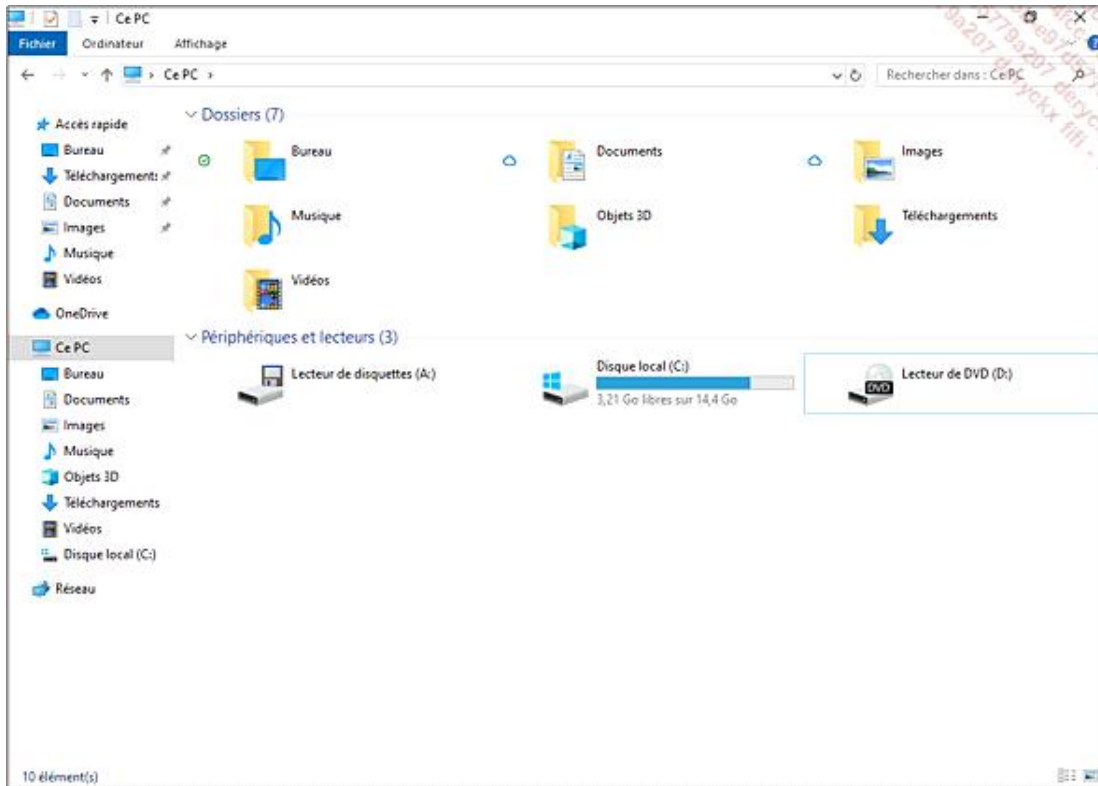 Ce PC
Fichier Ordinateur Affichage
Ce PC
Rechercher dans : Ce PC
Accès rapide
Bureau
Téléchargements
Documents
Images
Musique
Vidéos
OneDrive
Ce PC
Bureau
Documents
Images
Musique
Objets 3D
Téléchargements
Vidéos
Disque local (C:)
Réseau
Dossiers (7)
Bureau
Documents
Images
Musique
Objets 3D
Téléchargements
Vidéos
Périphériques et lecteurs (3)
Lecteur de disquettes (A:)
Disque local (C:)
3,21 Go libres sur 14,4 Go
DVD
Lecteur de DVD (D:)
10 élément(s)